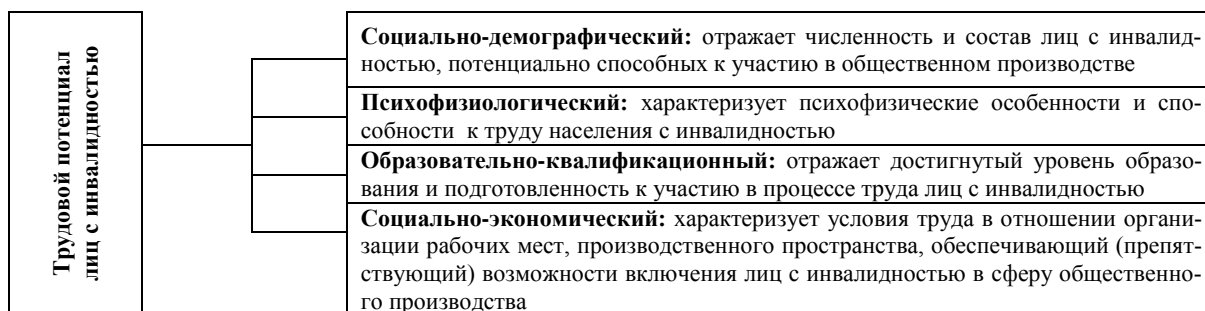 Трудовой потенциал
лиц с инвалидностью
Социально-демографический: отражает численность и состав лиц с инвалид-
ностью, потенциально способных к участию в общественном производстве
Психофизиологический: характеризует психофизические особенности и спо-
собности к труду населения с инвалидностью
Образовательно-квалификационный: отражает достигнутый уровень образо-
вания и подготовленность к участию в процессе труда лиц с инвалидностью
Социально-экономический: характеризует условия труда в отношении органи-
зации рабочих мест, производственного пространства, обеспечивающий (препят-
ствующий) возможности включения лиц с инвалидностью в сферу общественно-
го производства